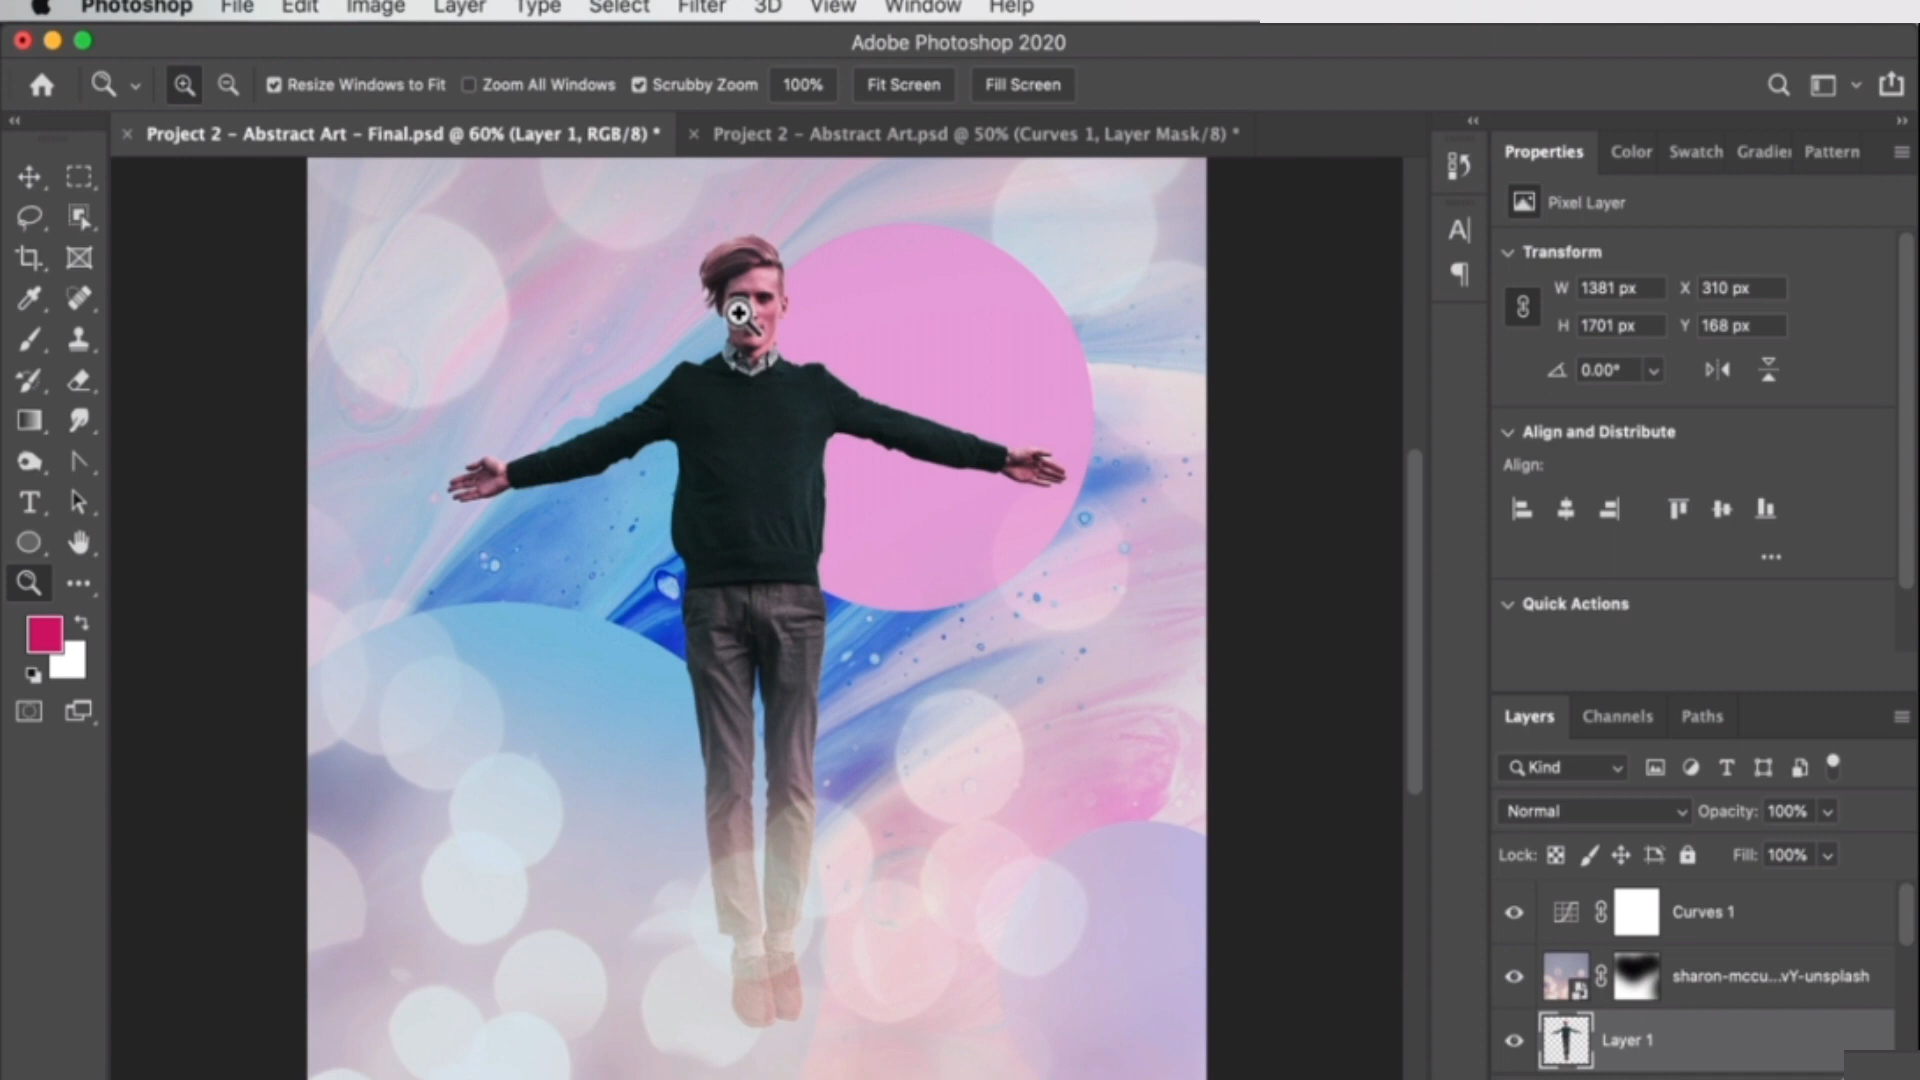 Photoshop File Edit Image Layer Type Select Filter 3D View Window Help
Adobe Photoshop 2020
Resize Windows to Fit Zoom All Windows Scrubby Zoom 100% Fit Screen Fill Screen
Project 2 - Abstract Art - Final.psd @ 60% (Layer 1, RGB/8) * Project 2 - Abstract Art.psd @ 50% (Curves 1, Layer Mask/8) *
Properties Color Swatch Gradie Pattern
Pixel Layer
Transform
W 1381 px X 310 px
H 1701 px Y 168 px
0.00°
Align and Distribute
Align:
Quick Actions
Layers Channels Paths
Kind
Normal Opacity: 100%
Lock: Fill: 100%
Curves 1
sharon-mccu...vY-unsplash
Layer 1